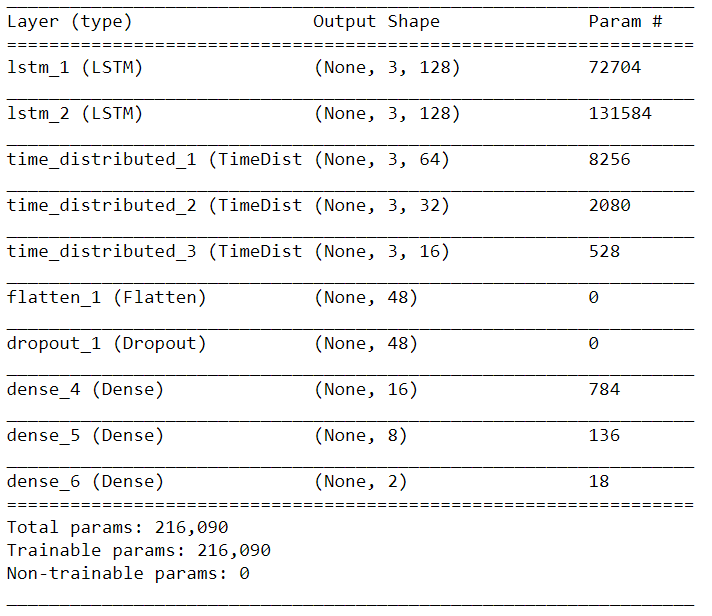 Layer (type) Output Shape Param #
lstm_1 (LSTM) (None, 3, 128) 72704
lstm_2 (LSTM) (None, 3, 128) 131584
time_distributed_1 (TimeDist (None, 3, 64) 8256
time_distributed_2 (TimeDist (None, 3, 32) 2080
time_distributed_3 (TimeDist (None, 3, 16) 528
flatten_1 (Flatten) (None, 48) 0
dropout_1 (Dropout) (None, 48) 0
dense_4 (Dense) (None, 16) 784
dense_5 (Dense) (None, 8) 136
dense_6 (Dense) (None, 2) 18
Total params: 216,090
Trainable params: 216,090
Non-trainable params: 0